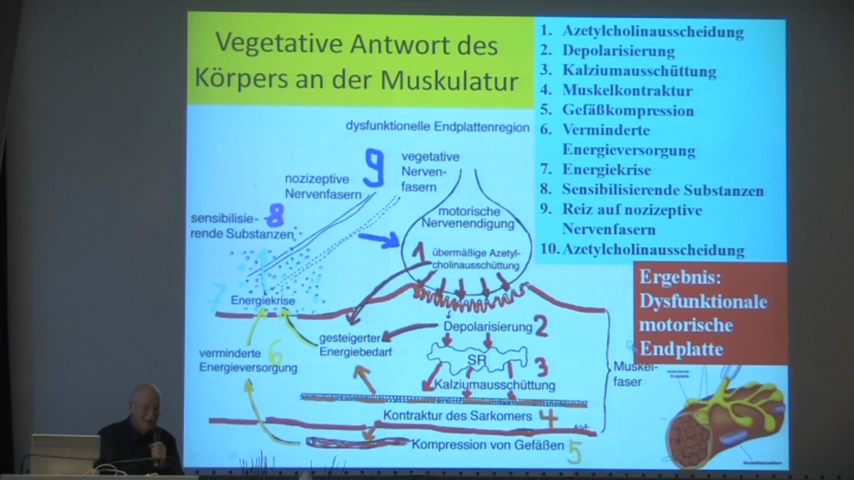 Vegetative Antwort des
Körpers an der Muskulatur
1. Azetylcholinausscheidung
2. Depolarisierung
3. Kalziumausschüttung
4. Muskelkontraktur
5. Gefäßkompression
6. Verminderte
Energieversorgung
7. Energiekrise
8. Sensibilisierende Substanzen
9. Reiz auf nozizeptive
Nervenfasern
10. Azetylcholinausscheidung
Ergebnis:
Dysfunktionale
motorische
Endplatte
dysfunktionelle Endplattenregion
9
vegetative
Nerven-
fasern
nozizeptive
Nervenfasern
8
sensibilisie-
rende Substanzen
motorische
Nervenendigung
1
übermäßige Azetyl-
cholinausschüttung
7
Energiekrise
Depolarisierung 2
gesteigerter
Energiebedarf
verminderte
Energieversorgung
6
SR
3
Kalziumausschüttung
Muskel-
faser
Kontraktur des Sarkomers 4
Kompression von Gefäßen 5